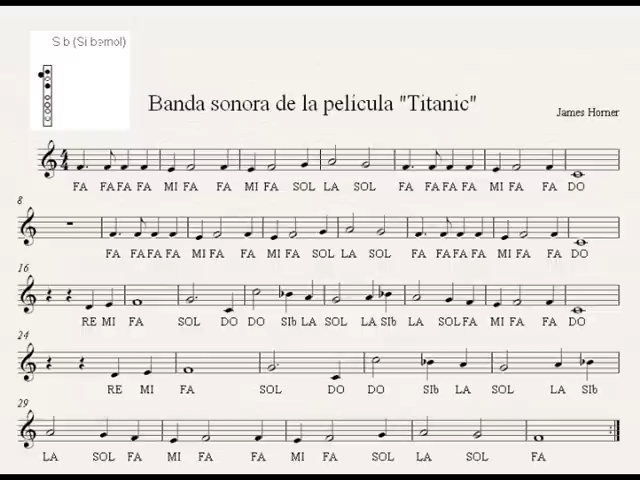 S b (Si bemol)
Banda sonora de la película "Titanic"
James Horner
FA FA FA FA MI FA FA MI FA SOL LA SOL FA FA FA FA MI FA FA DO
8
FA FA FA FA MI FA FA MI FA SOL LA SOL FA FA FA FA MI FA FA DO
16
RE MI FA SOL DO DO SIb LA SOL LA SIb LA SOL FA MI FA FA DO
24
RE MI FA SOL DO DO SIb LA SOL LA SIb
29
LA SOL FA MI FA FA MI FA SOL LA SOL FA